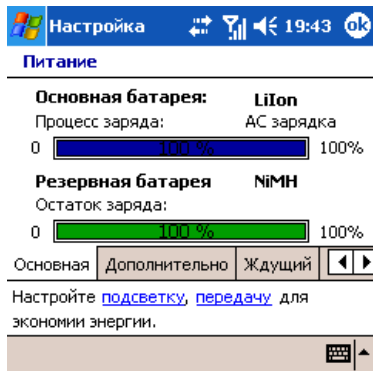 Настройка 19:43 ok
Питание
Основная батарея: LiIon
Процесс заряда: AC зарядка
0 100 % 100%
Резервная батарея NiMH
Остаток заряда:
0 100 % 100%
Основная Дополнительно Ждущий
Настройте подсветку, передачу для
экономии энергии.